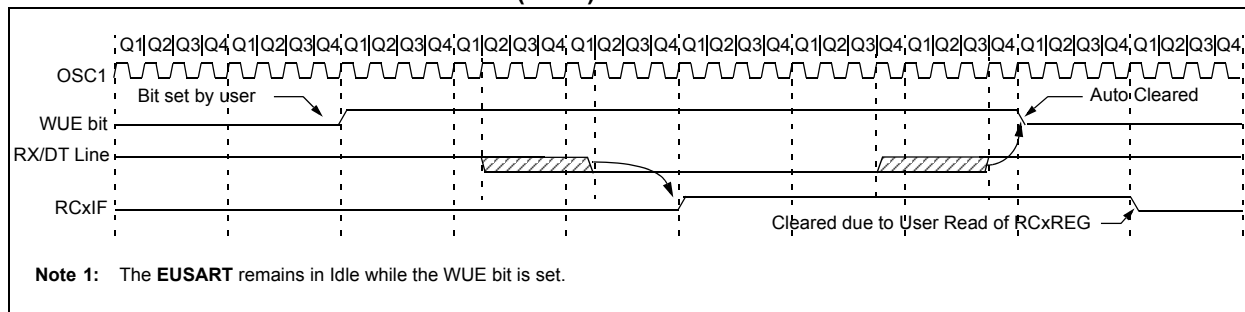 Q1|Q2|Q3|Q4 Q1|Q2|Q3|Q4 Q1|Q2|Q3|Q4 Q1|Q2|Q3|Q4 Q1|Q2|Q3|Q4 Q1|Q2|Q3|Q4 Q1|Q2|Q3|Q4 Q1|Q2|Q3|Q4 Q1|Q2|Q3|Q4 Q1|Q2|Q3|Q4
OSC1
Bit set by user
Auto Cleared
WUE bit
RX/DT Line
RCxIF
Cleared due to User Read of RCxREG
Note 1: The EUSART remains in Idle while the WUE bit is set.